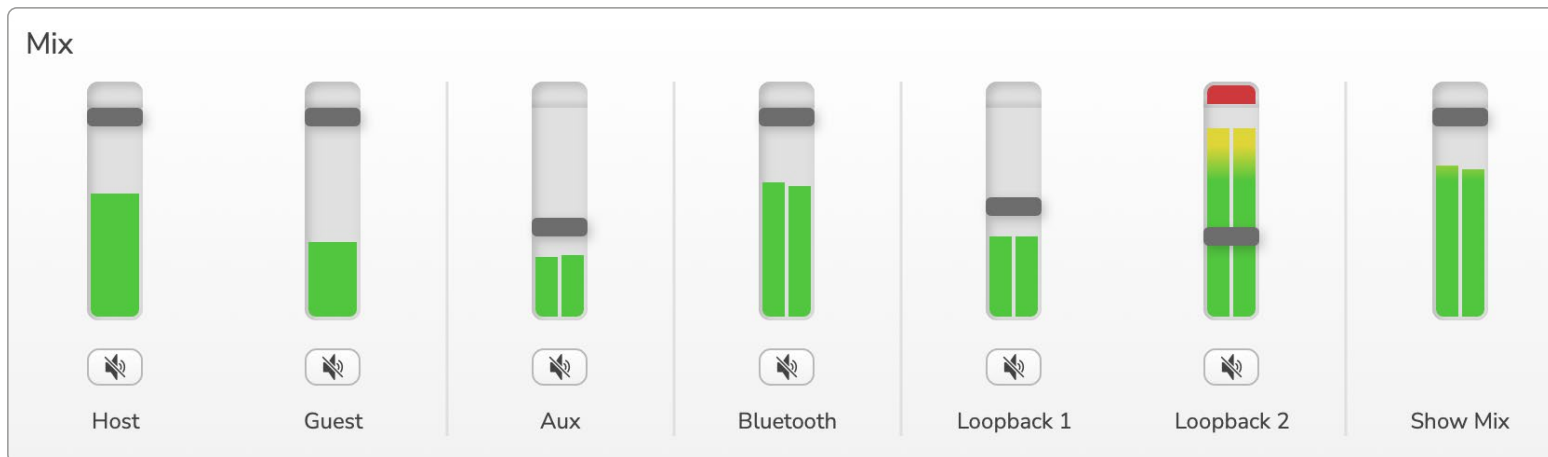 Mix
Host
Guest
Aux
Bluetooth
Loopback 1
Loopback 2
Show Mix